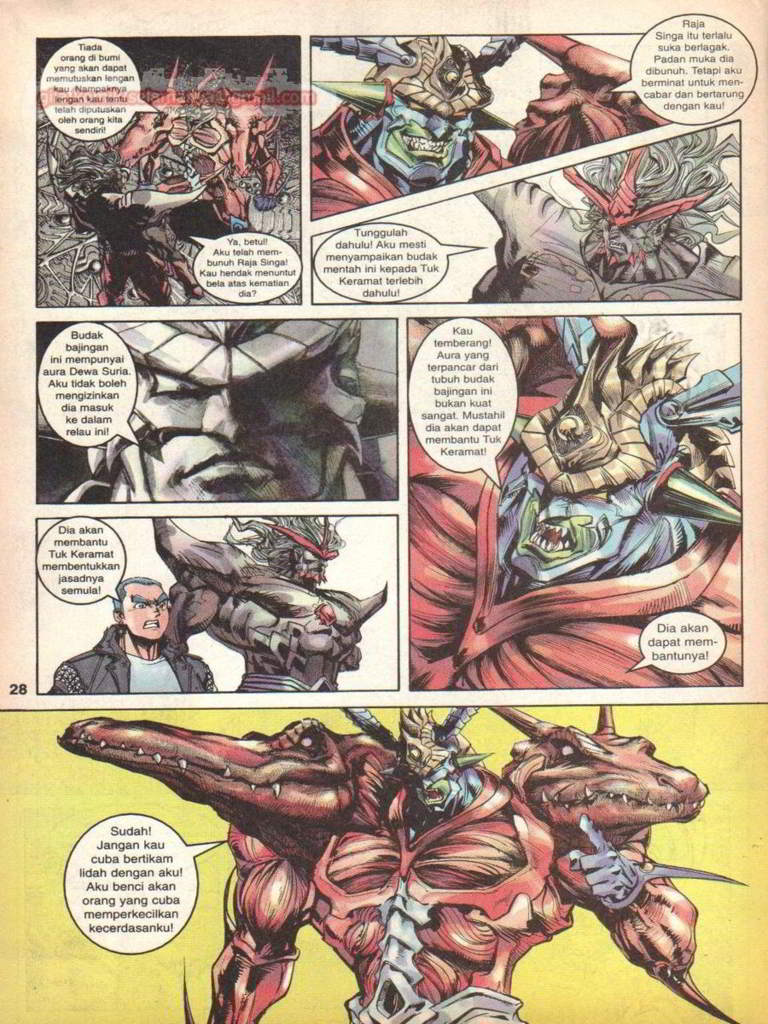 Tiada
orang di bumi
yang akan dapat
memutuskan lengan
kau. Nampaknya
lengan kau tentu
telah diputuskan
oleh orang kita
sendiri!
Ya, betul!
Aku telah mem-
bunuh Raja Singa!
Kau hendak menuntut
bela atas kematian
dia?
Raja
Singa itu terlalu
suka berlagak.
Padan muka dia
dibunuh. Tetapi aku
berminat untuk men-
cabar dan bertarung
dengan kau!
Tunggulah
dahulu! Aku mesti
menyampaikan budak
mentah ini kepada Tuk
Keramat terlebih
dahulu!
Budak
bajingan
ini mempunyai
aura Dewa Suria.
Aku tidak boleh
mengizinkan
dia masuk
ke dalam
relau ini!
Kau
temberang!
Aura yang
terpancar dari
tubuh budak
bajingan ini
bukan kuat
sangat. Mustahil
dia akan dapat
membantu Tuk
Keramat!
Dia akan
membantu
Tuk Keramat
membentukkan
jasadnya
semula!
Dia akan
dapat mem-
bantunya!
28
Sudah!
Jangan kau
cuba bertikam
lidah dengan aku!
Aku benci akan
orang yang cuba
memperkecilkan
kecerdasanku!